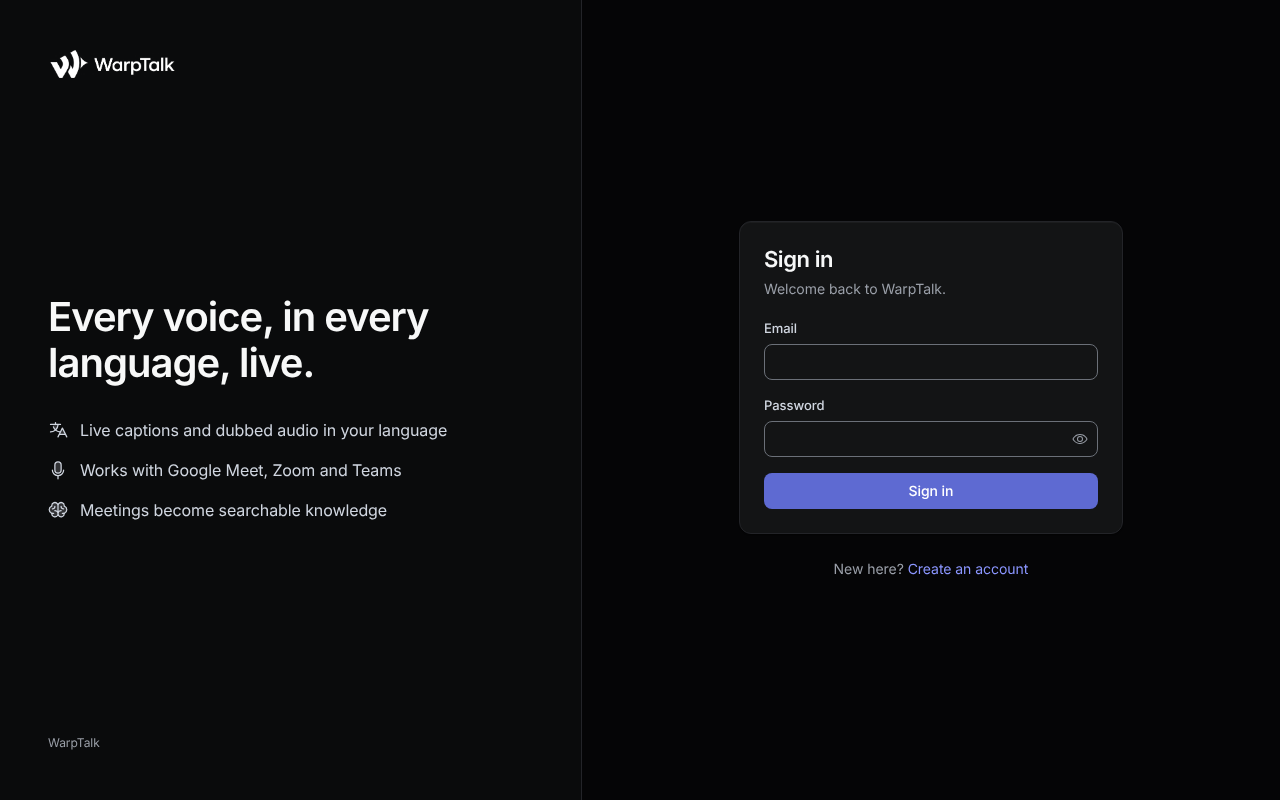 WarpTalk
Every voice, in every
language, live.
Live captions and dubbed audio in your language
Works with Google Meet, Zoom and Teams
Meetings become searchable knowledge
WarpTalk
Sign in
Welcome back to WarpTalk.
Email
Password
Sign in
New here? Create an account